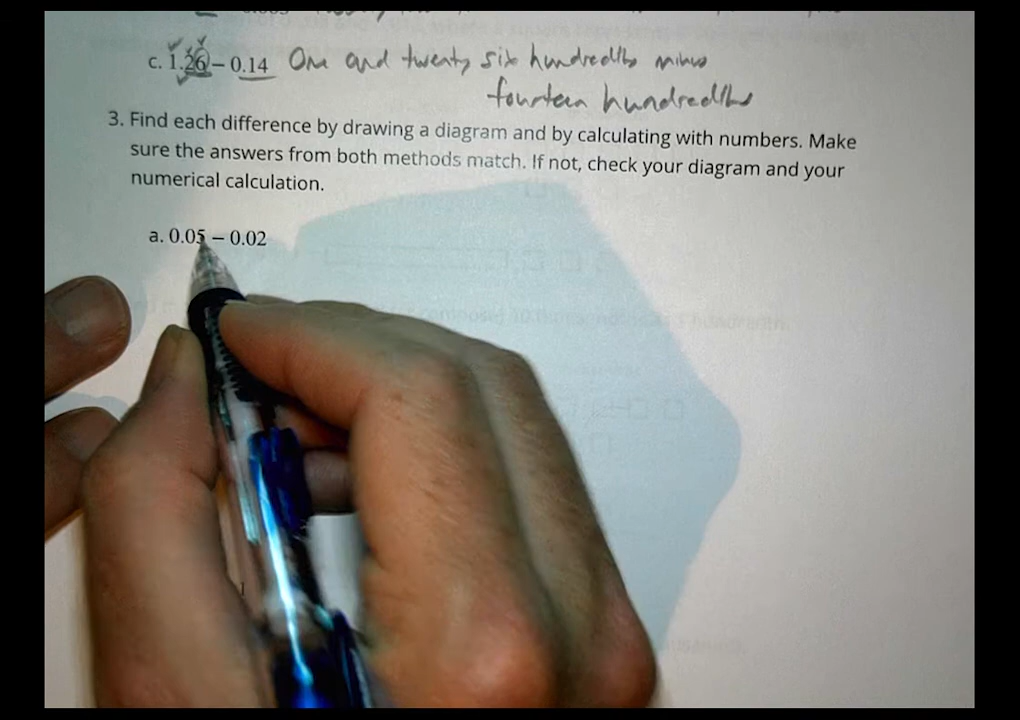 c. 1.26 – 0.14 One and twenty six hundredths minus
fourteen hundredths
3. Find each difference by drawing a diagram and by calculating with numbers. Make
sure the answers from both methods match. If not, check your diagram and your
numerical calculation.
a. 0.05 – 0.02